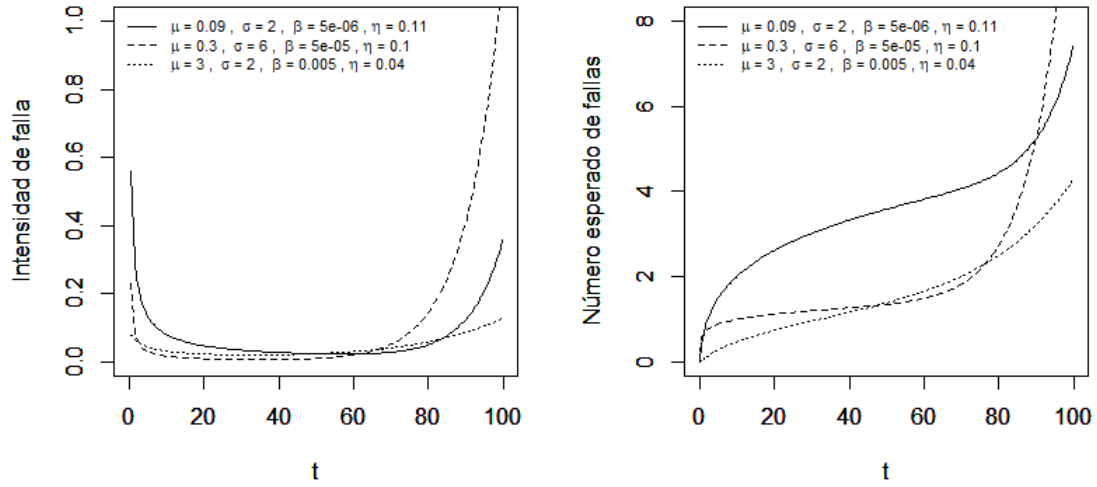 Intensidad de falla
1.0
0.8
0.6
0.4
0.2
0.0
μ = 0.09 , σ = 2 , β = 5e-06 , η = 0.11
μ = 0.3 , σ = 6 , β = 5e-05 , η = 0.1
μ = 3 , σ = 2 , β = 0.005 , η = 0.04
0 20 40 60 80 100
t
Número esperado de fallas
8
6
4
2
0
μ = 0.09 , σ = 2 , β = 5e-06 , η = 0.11
μ = 0.3 , σ = 6 , β = 5e-05 , η = 0.1
μ = 3 , σ = 2 , β = 0.005 , η = 0.04
0 20 40 60 80 100
t